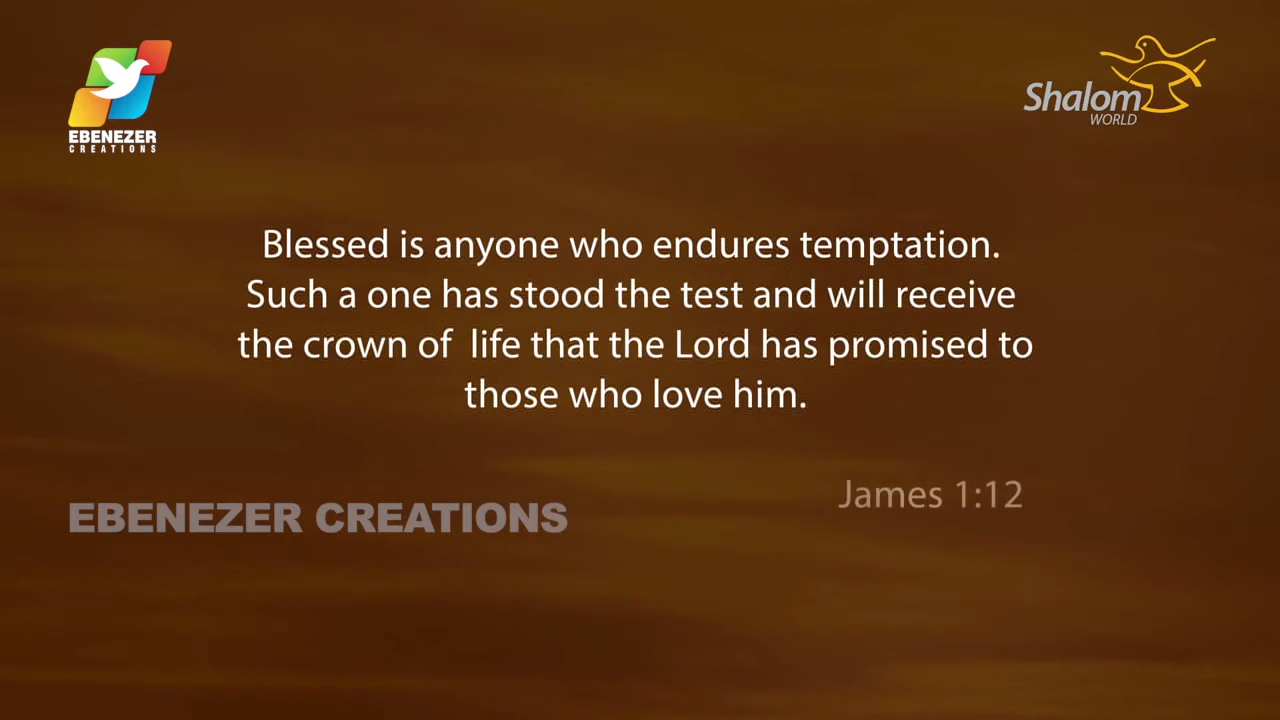 EBENEZER
CREATIONS
Shalom
WORLD
Blessed is anyone who endures temptation.
Such a one has stood the test and will receive
the crown of life that the Lord has promised to
those who love him.
James 1:12
EBENEZER CREATIONS